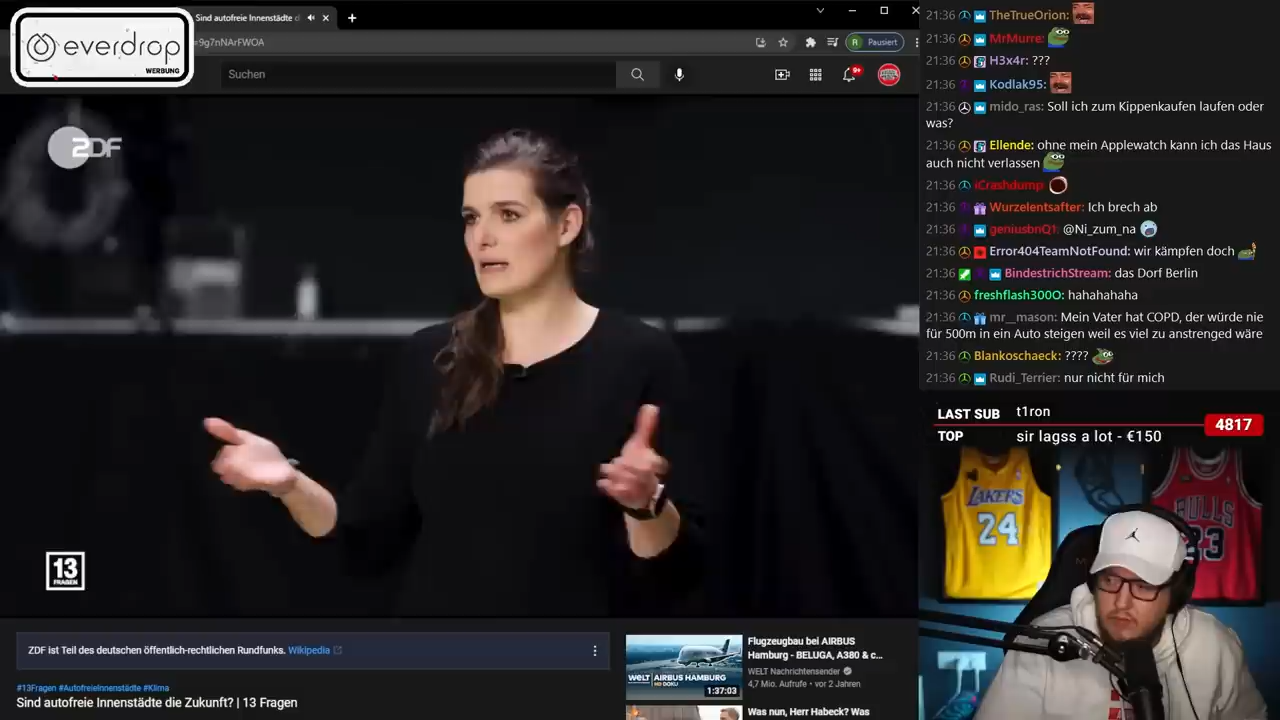 Sind autofreie Innenstädte d
everdrop
WERBUNG
=9g7nNArFWOA
R Pausiert
Suchen
9+
ZDF
13
FRAGEN
ZDF ist Teil des deutschen öffentlich-rechtlichen Rundfunks. Wikipedia
#13Fragen #AutofreieInnenstädte #Klima
Sind autofreie Innenstädte die Zukunft? | 13 Fragen
WELT DOKU
AIRBUS HAMBURG
1:37:03
Flugzeugbau bei AIRBUS
Hamburg - BELUGA, A380 & c...
WELT Nachrichtensender
4,7 Mio. Aufrufe • vor 2 Jahren
Was nun, Herr Habeck? Was
21:36 TheTrueOrion:
21:36 MrMurre:
21:36 H3x4r: ???
21:36 Kodlak95:
21:36 mido_ras: Soll ich zum Kippenkaufen laufen oder
was?
21:36 Ellende: ohne mein Applewatch kann ich das Haus
auch nicht verlassen
21:36 iCrashdump:
21:36 Wurzelentsafter: Ich brech ab
21:36 geniusbnQ1: @Ni_zum_na
21:36 Error404TeamNotFound: wir kämpfen doch
21:36 BindestrichStream: das Dorf Berlin
21:36 freshflash300O: hahahahaha
21:36 mr__mason: Mein Vater hat COPD, der würde nie
für 500m in ein Auto steigen weil es viel zu anstrenged wäre
21:36 Blankoschaeck: ????
21:36 Rudi_Terrier: nur nicht für mich
LAST SUB t1ron
4817
TOP sir lagss a lot - €150
LAKERS
24
BULLS
23